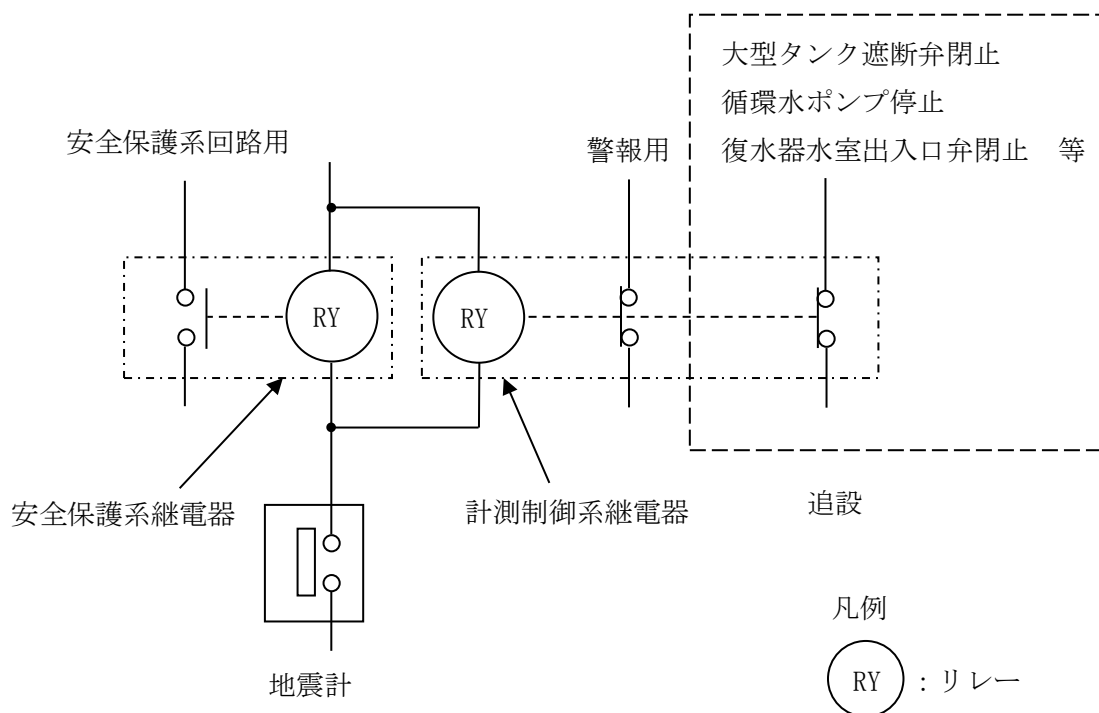 大型タンク遮断弁閉止
循環水ポンプ停止
復水器水室出入口弁閉止　等
安全保護系回路用
警報用
RY
RY
安全保護系継電器
計測制御系継電器
追設
地震計
凡例
RY
：リレー